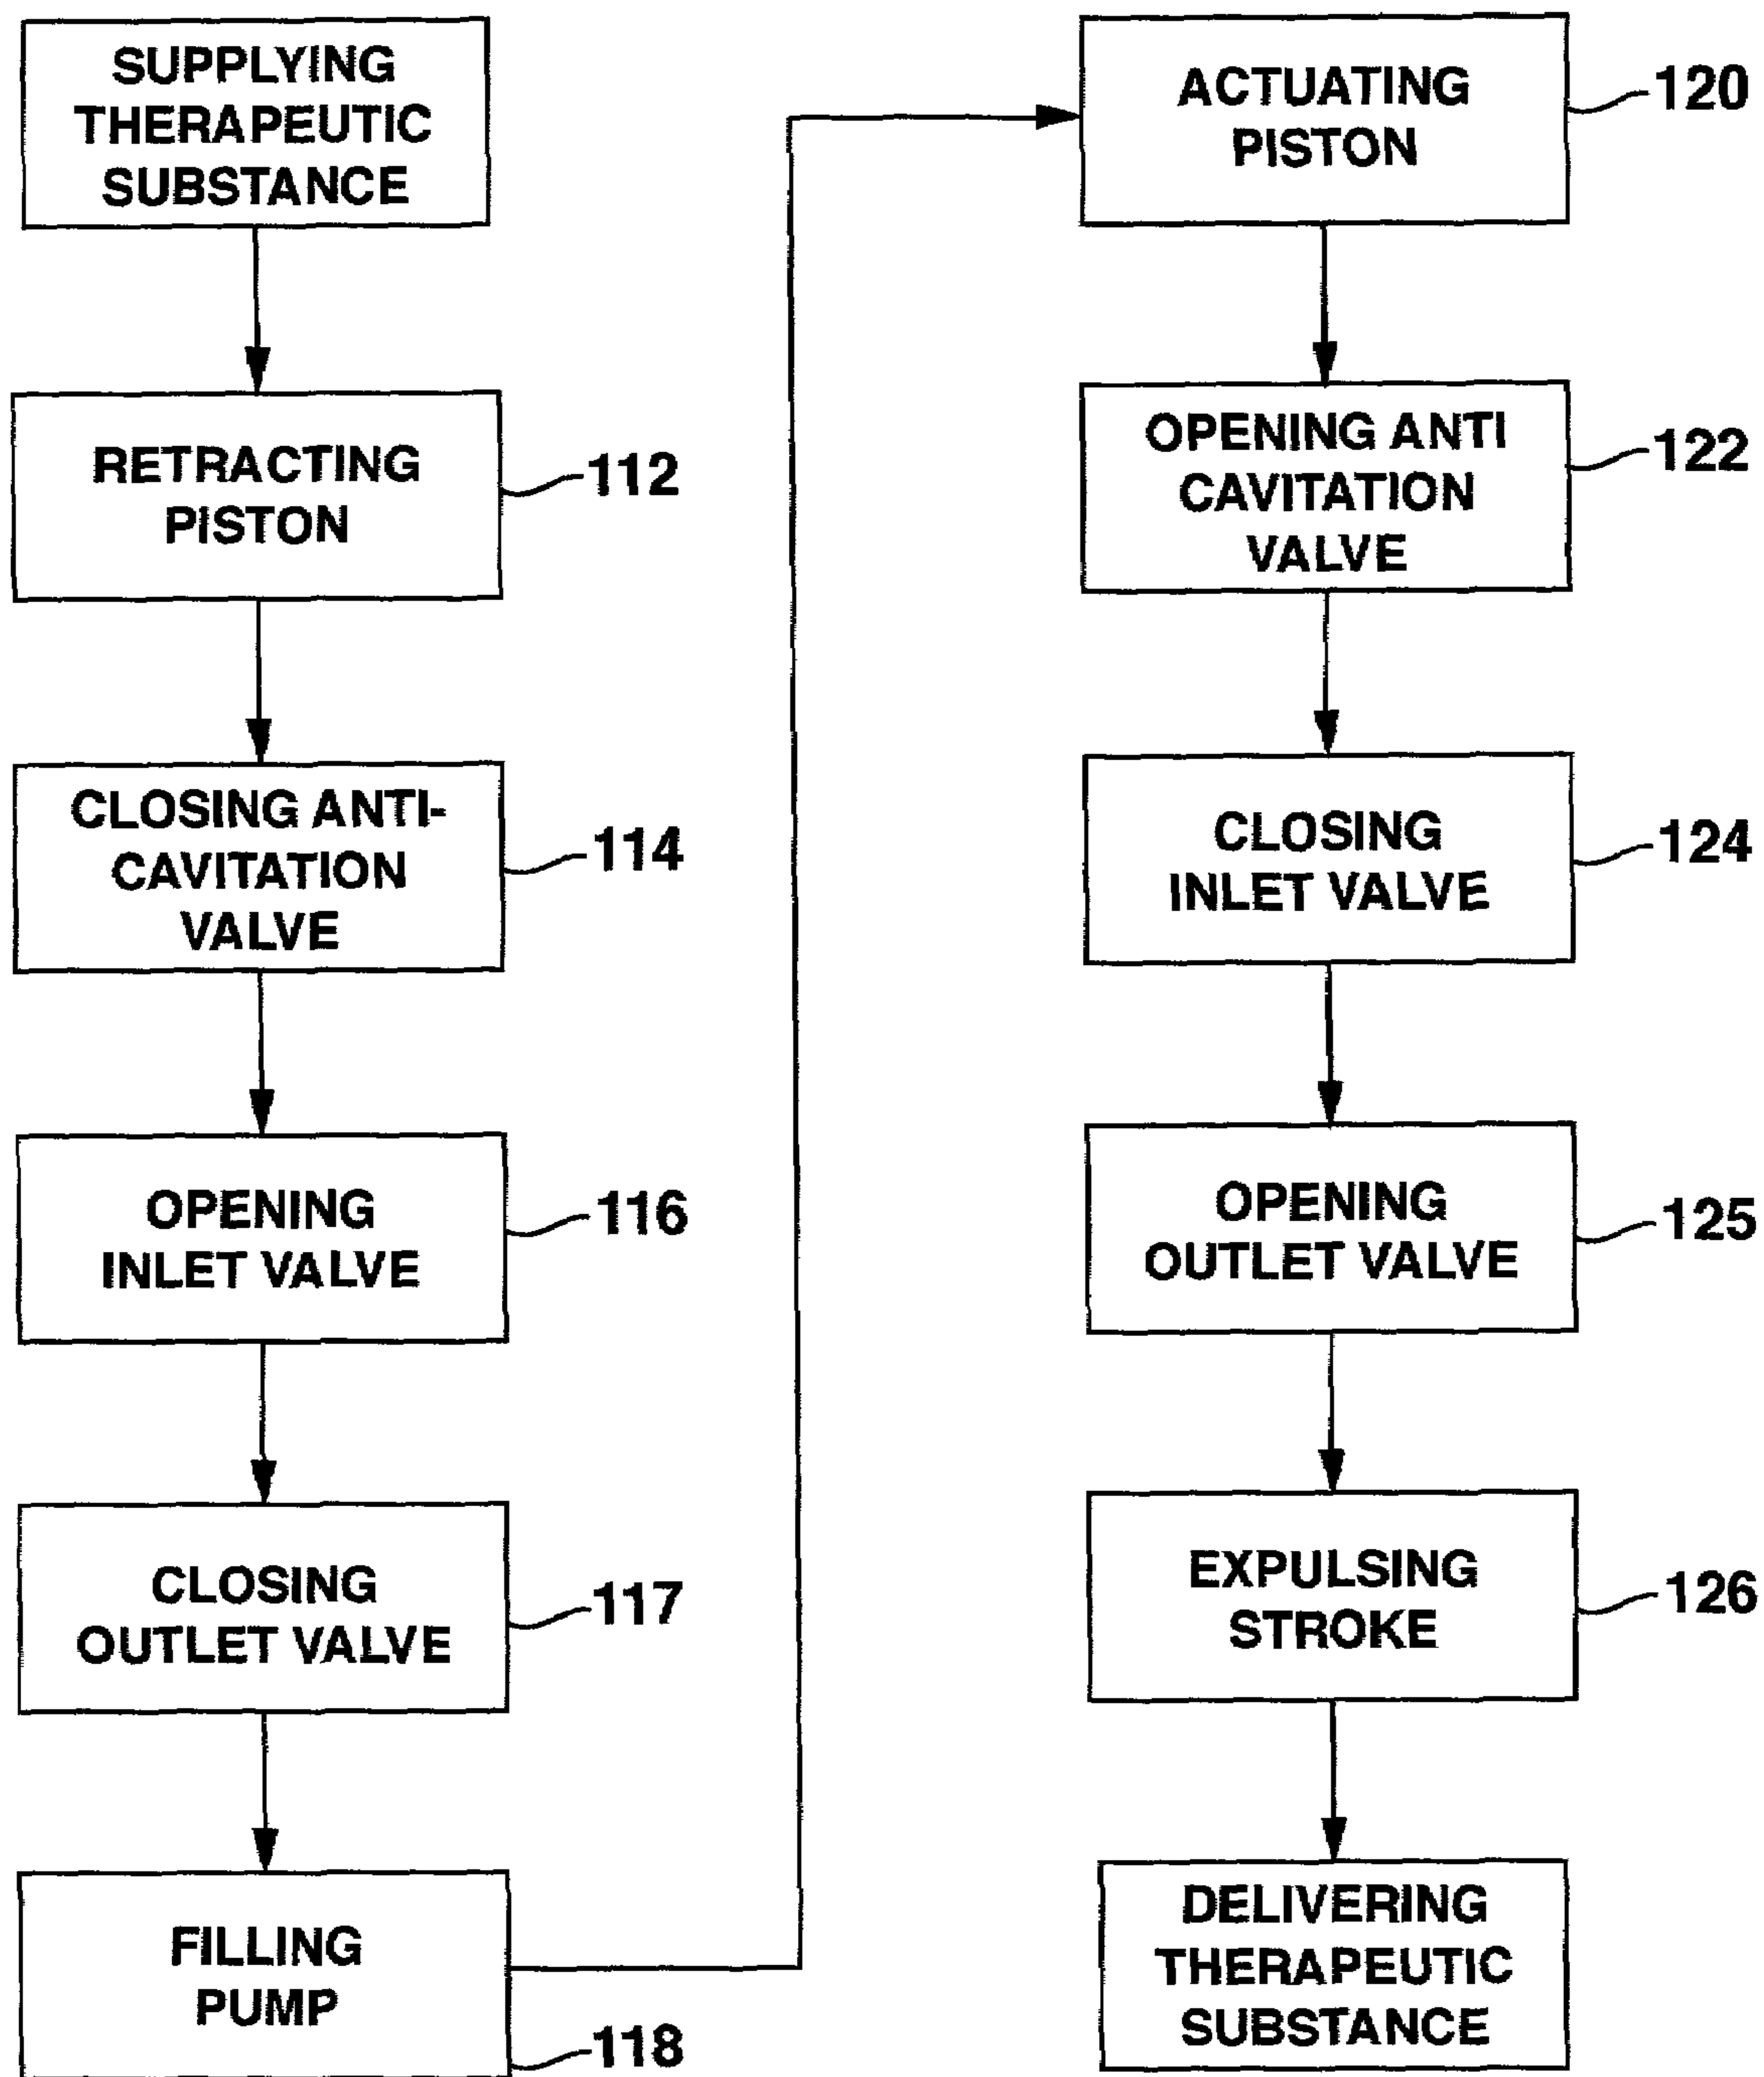 SUPPLYING
THERAPEUTIC
SUBSTANCE
RETRACTING
PISTON
112
CLOSING ANTI-
CAVITATION
VALVE
114
OPENING
INLET VALVE
116
CLOSING
OUTLET VALVE
117
FILLING
PUMP
118
ACTUATING
PISTON
120
OPENING ANTI
CAVITATION
VALVE
122
CLOSING
INLET VALVE
124
OPENING
OUTLET VALVE
125
EXPULSING
STROKE
126
DELIVERING
THERAPEUTIC
SUBSTANCE